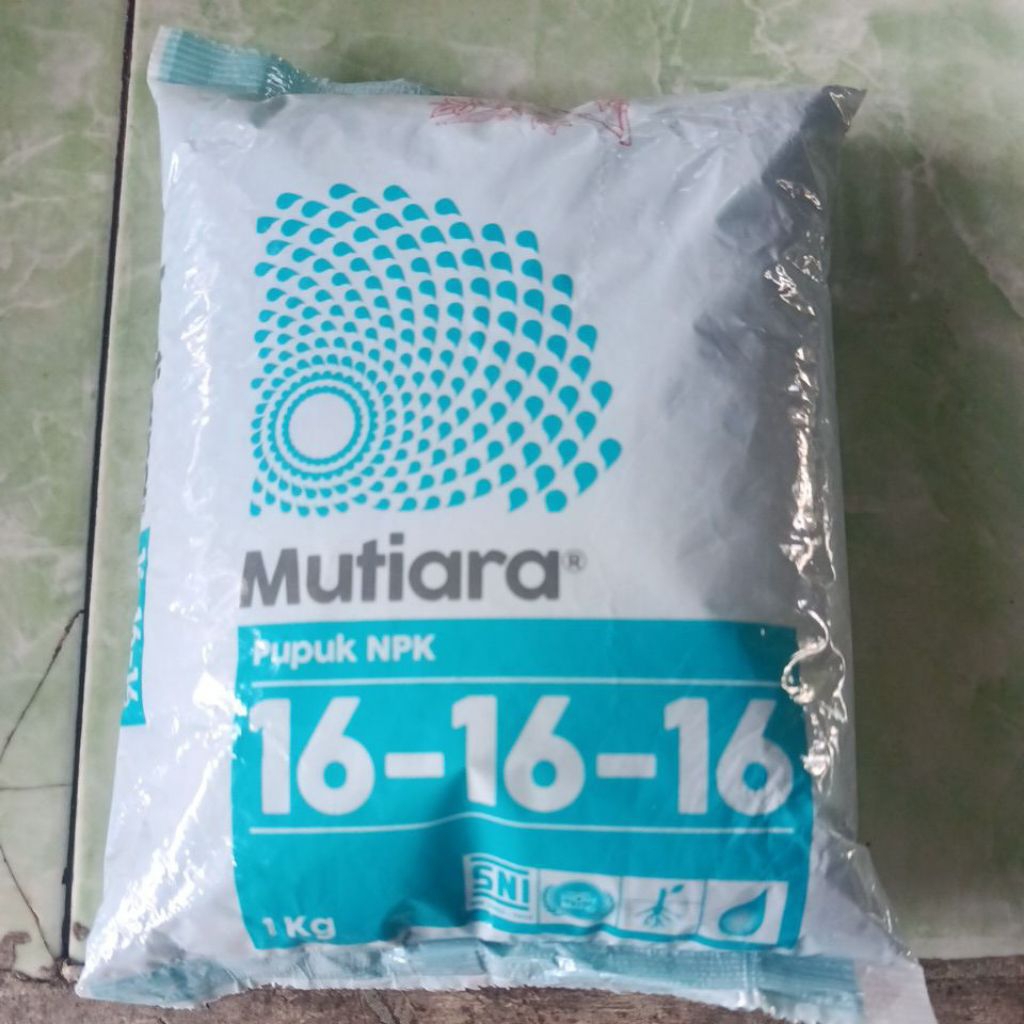 Mutiara®
Pupuk NPK
16-16-16
1 Kg
SNI